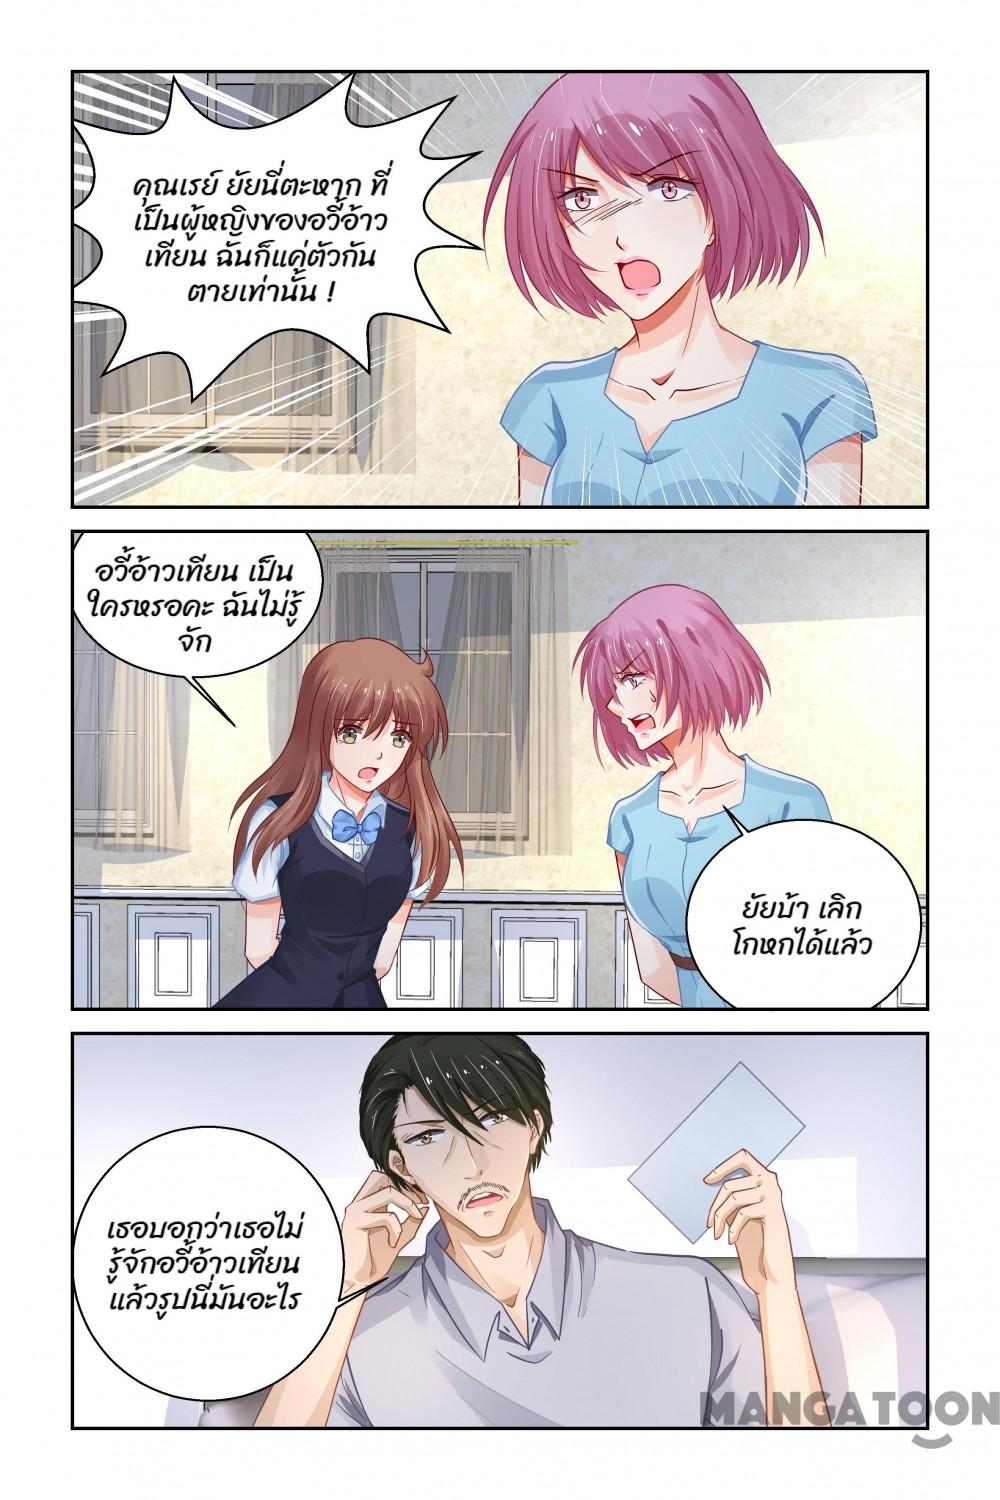 คุณเรย์ ยัยนี่ตะหาก ที่
เป็นผู้หญิงของอวี้อ้าว
เทียน ฉันก็แค่ตัวกัน
ตายเท่านั้น !
อวี้อ้าวเทียน เป็น
ใครหรอคะ ฉันไม่รู้
จัก
ยัยบ้า เลิก
โกหกได้แล้ว
เธอบอกว่าเธอไม่
รู้จักอวี้อ้าวเทียน
แล้วรูปนี่มันอะไร
MANGATOON